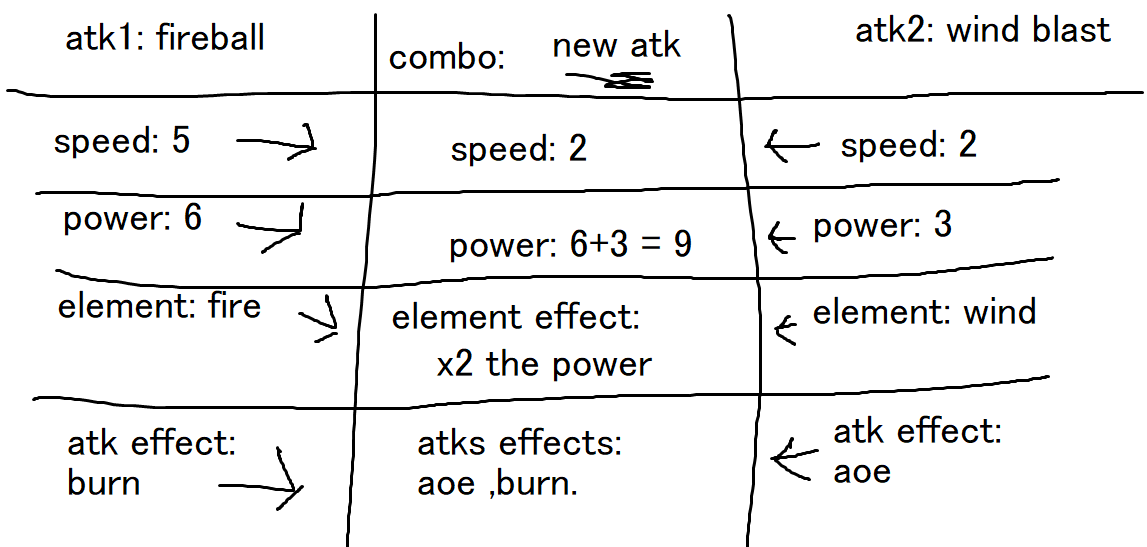 atk1: fireball
combo: new atk
atk2: wind blast
speed: 5
speed: 2
speed: 2
power: 6
power: 6+3 = 9
power: 3
element: fire
element effect:
x2 the power
element: wind
atk effect:
burn
atks effects:
aoe ,burn.
atk effect:
aoe